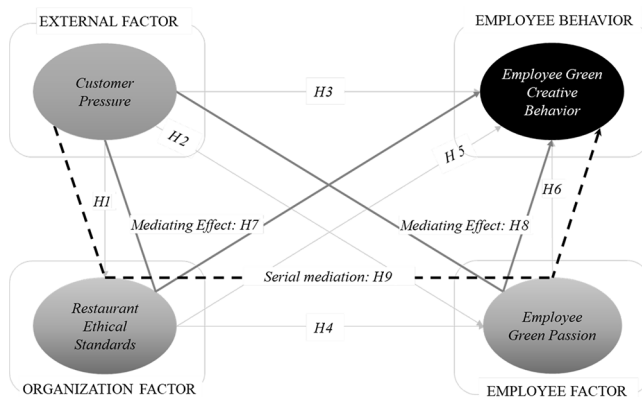 EXTERNAL FACTOR
EMPLOYEE BEHAVIOR
Customer
Pressure
H3
Employee Green
Creative
Behavior
H2
H5
H1
H6
Mediating Effect: H7
Mediating Effect: H8
Serial mediation: H9
Restaurant
Ethical
Standards
H4
Employee
Green Passion
ORGANIZATION FACTOR
EMPLOYEE FACTOR